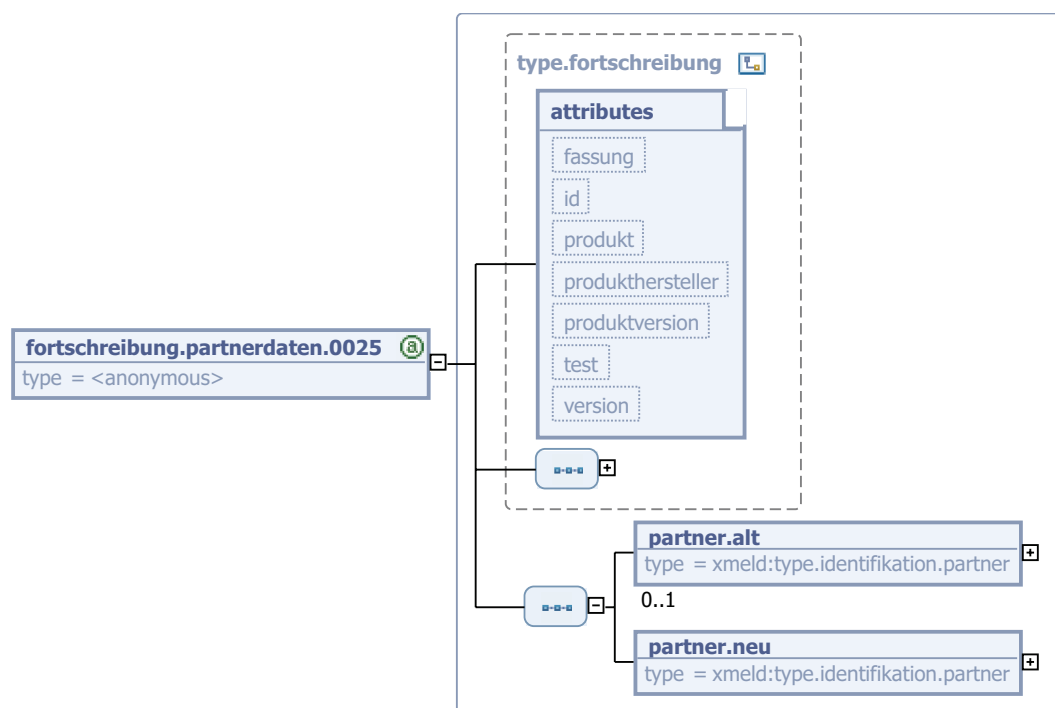 type.fortschreibung
attributes
fassung
id
produkt
produkthersteller
produktversion
test
version
fortschreibung.partnerdaten.0025
type = <anonymous>
partner.alt
type = xmeld:type.identifikation.partner
0..1
partner.neu
type = xmeld:type.identifikation.partner